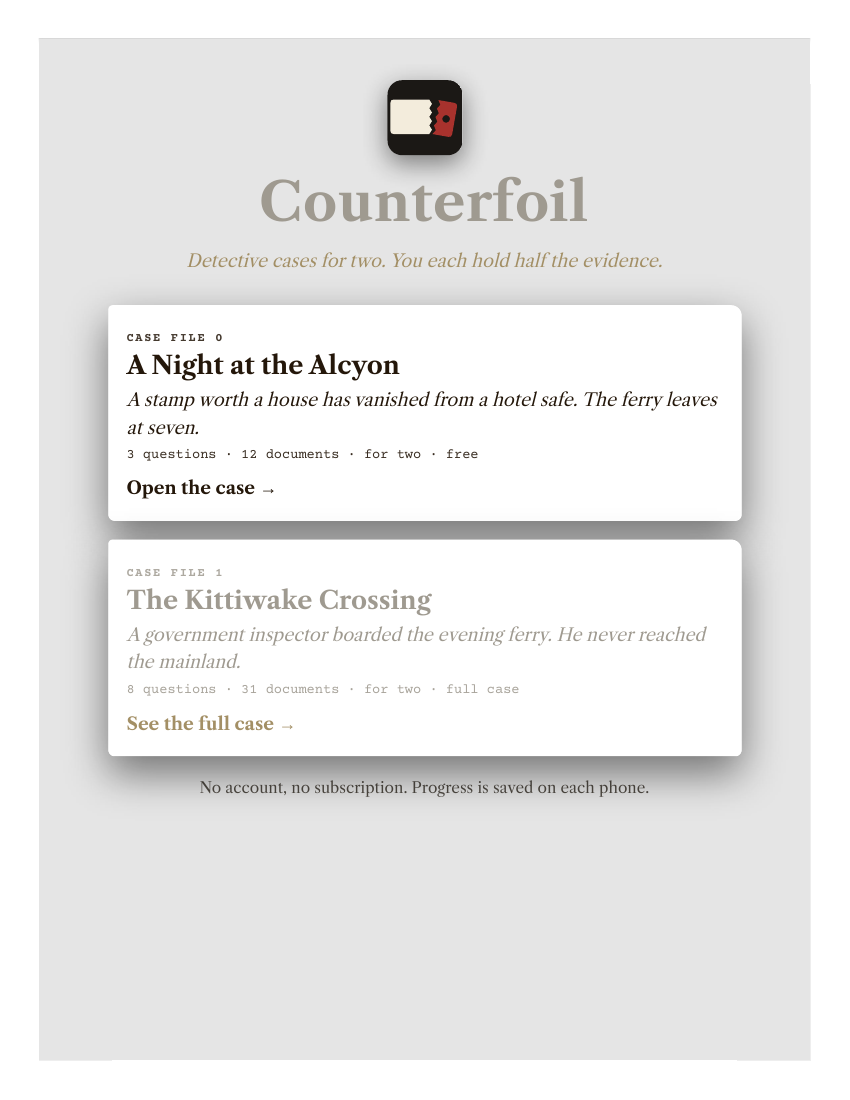 Counterfoil
Detective cases for two. You each hold half the evidence.
CASE FILE 0
A Night at the Alcyon
A stamp worth a house has vanished from a hotel safe. The ferry leaves
at seven.
3 questions · 12 documents · for two · free
Open the case →
CASE FILE 1
The Kittiwake Crossing
A government inspector boarded the evening ferry. He never reached
the mainland.
8 questions · 31 documents · for two · full case
See the full case →
No account, no subscription. Progress is saved on each phone.